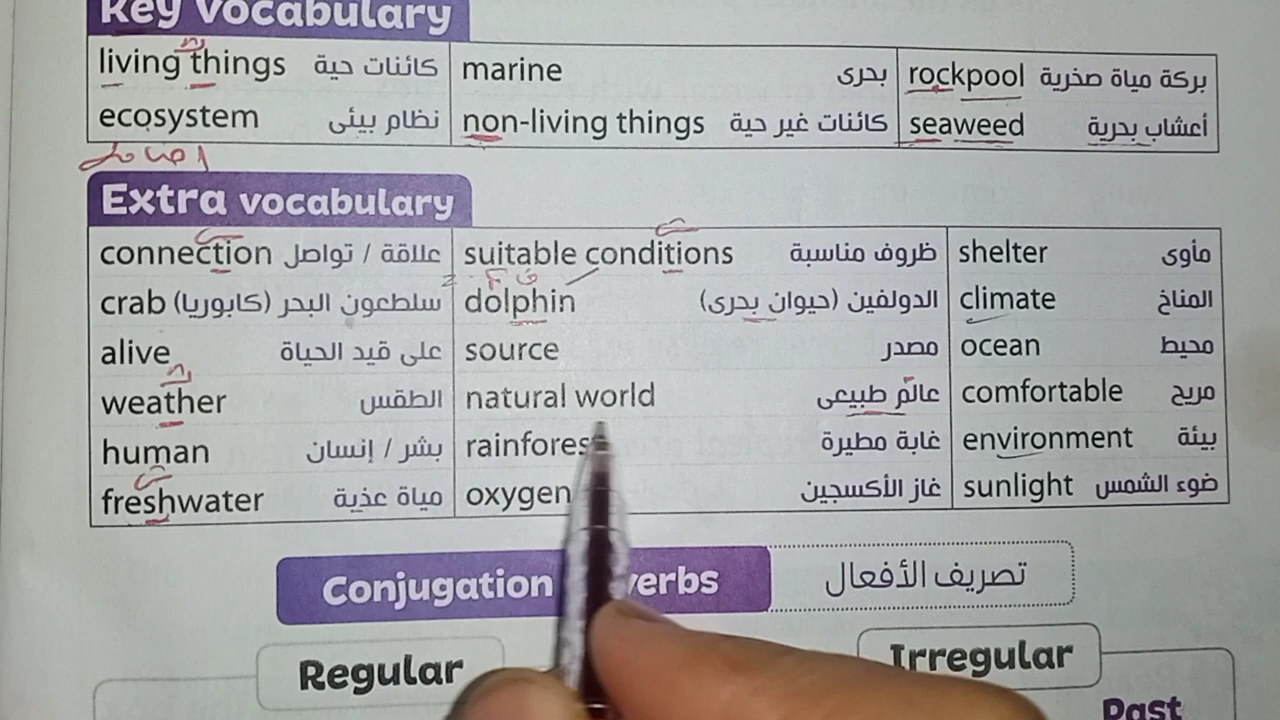 Key vocabulary
living things كائنات حية marine بحرى rockpool بركة مياة صخرية
ecosystem نظام بيئى non-living things كائنات غير حية seaweed أعشاب بحرية
Extra vocabulary
connection علاقة / تواصل suitable conditions ظروف مناسبة shelter مأوى
crab سلطعون البحر (كابوريا) dolphin الدولفين (حيوان بحرى) climate المناخ
alive على قيد الحياة source مصدر ocean محيط
weather الطقس natural world عالم طبيعى comfortable مريح
human بشر / إنسان غابة مطيرة environment بيئة
freshwater مياة عذبة oxygen غاز الأكسجين sunlight ضوء الشمس
Conjugation verbs تصريف الأفعال
Regular Irregular
Past